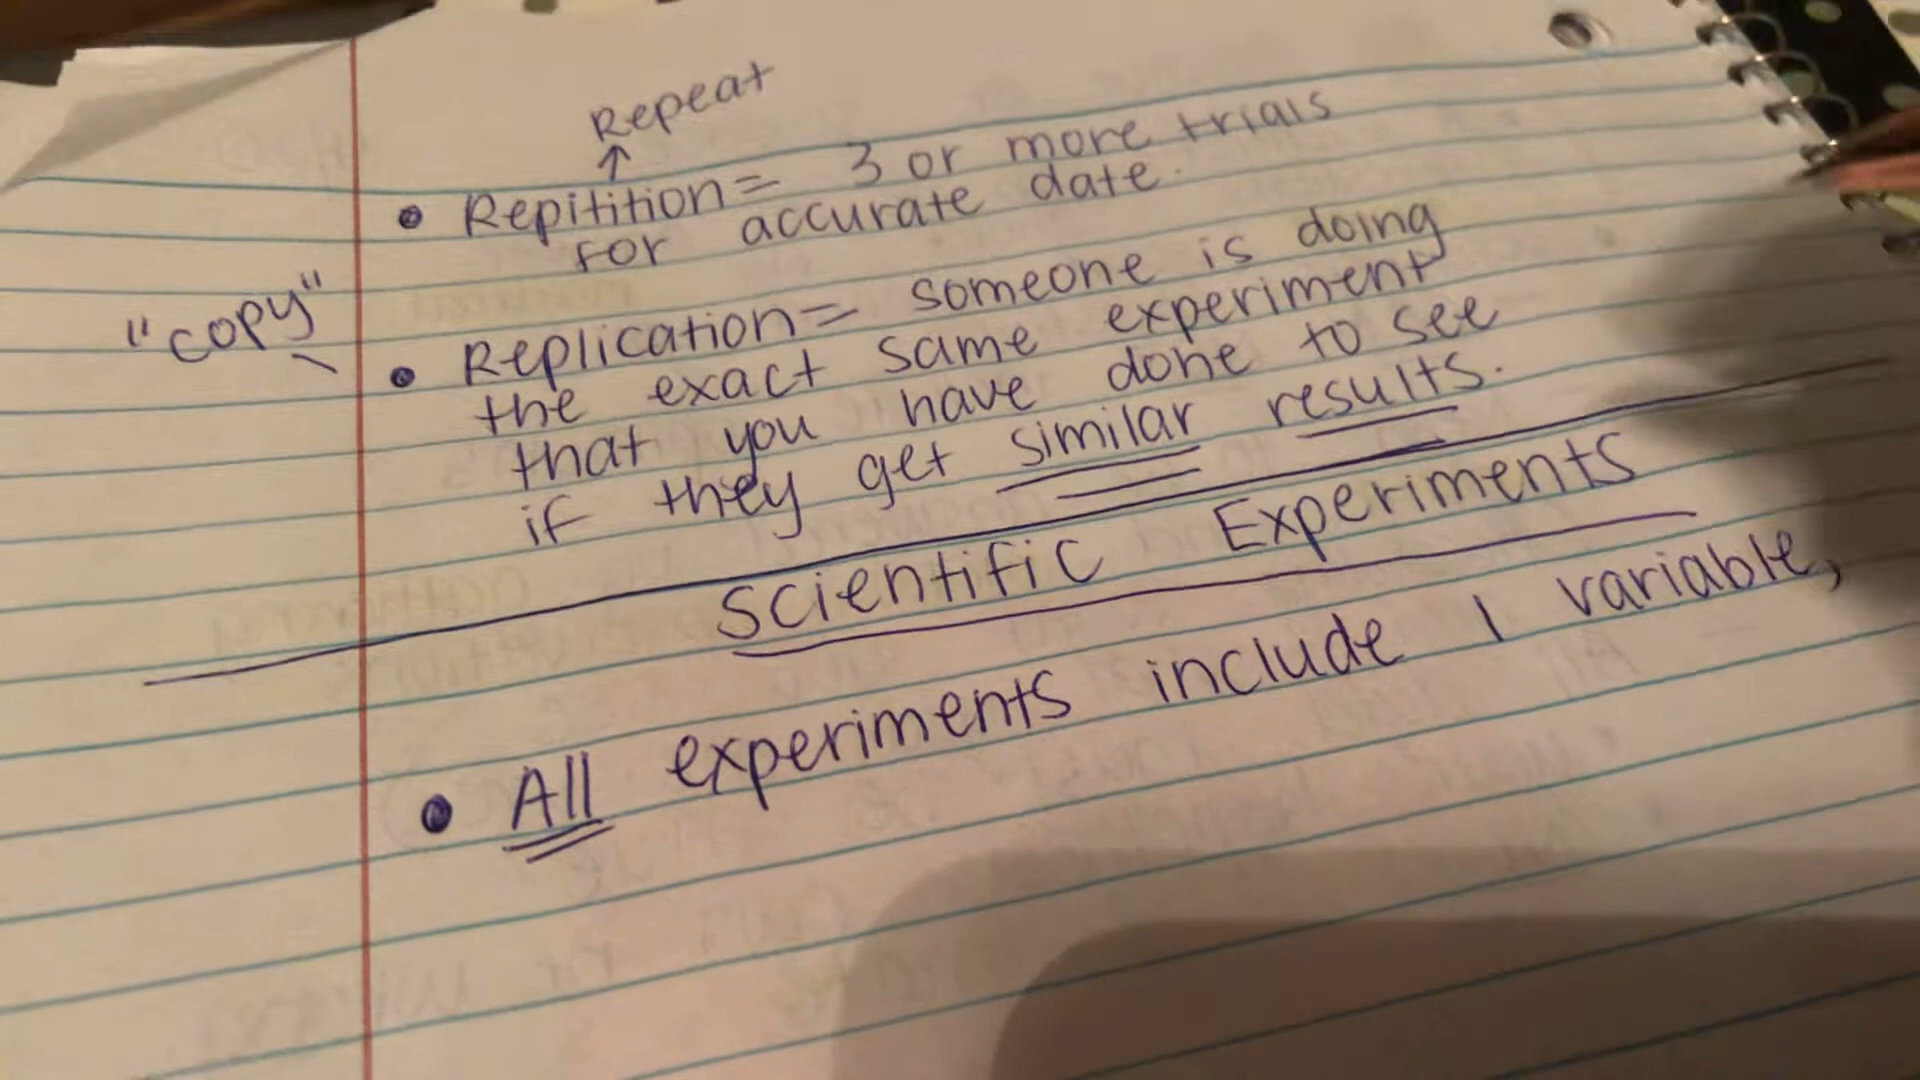 Repeat
↑
• Repitition = 3 or more trials
for accurate date.
"copy"
\
• Replication = someone is doing
the exact same experiment
that you have done to see
if they get similar results.
Scientific Experiments
• All experiments include 1 variable,